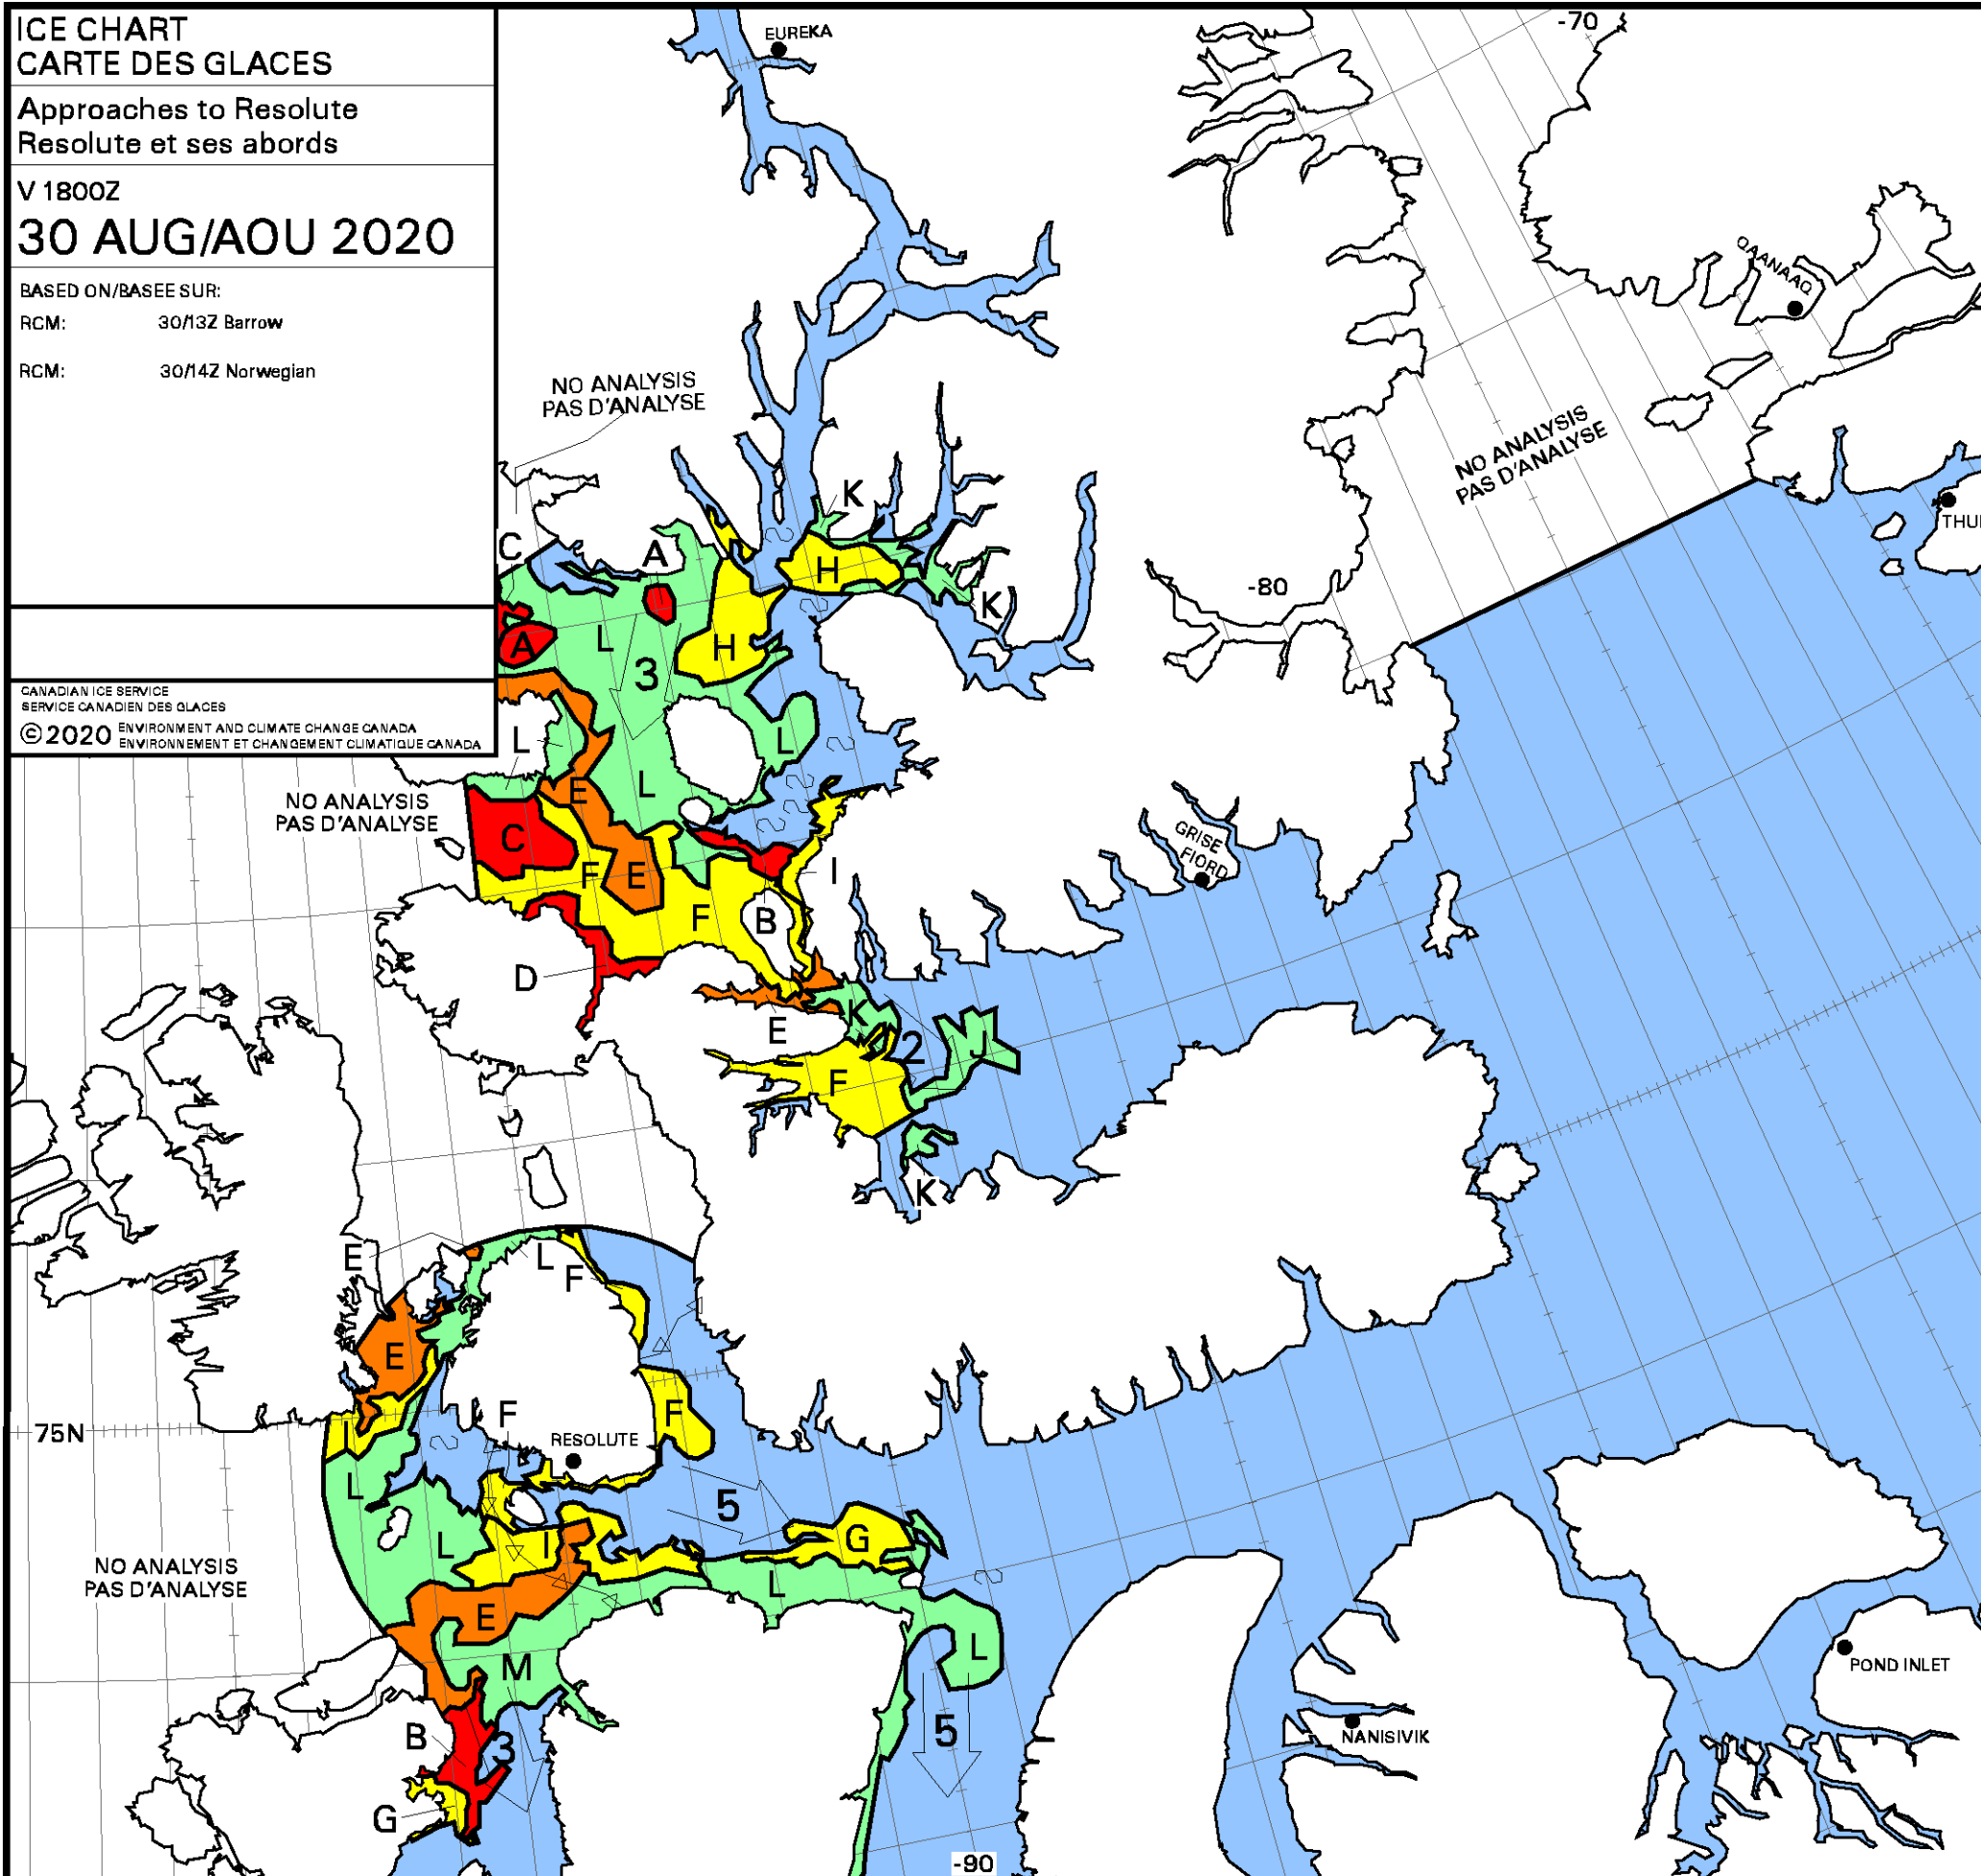 ICE CHART
CARTE DES GLACES
Approaches to Resolute
Resolute et ses abords
V 1800Z
30 AUG/AOU 2020
BASED ON/BASEE SUR:
RCM: 30/13Z Barrow
RCM: 30/14Z Norwegian
CANADIAN ICE SERVICE
SERVICE CANADIEN DES GLACES
©2020 ENVIRONMENT AND CLIMATE CHANGE CANADA
ENVIRONNEMENT ET CHANGEMENT CLIMATIQUE CANADA
-70
EUREKA
QAANAAQ
NO ANALYSIS
PAS D'ANALYSE
NO ANALYSIS
PAS D'ANALYSE
K
C
A
H
K
-80
A
L
H
3
L
L
L
E
NO ANALYSIS
PAS D'ANALYSE
C
F
E
I
F
B
GRISE
FIORD
D
K
E
2
J
F
K
E
L
F
E
F
F
75N
I
RESOLUTE
L
5
L
I
G
NO ANALYSIS
PAS D'ANALYSE
L
E
M
L
POND INLET
B
3
5
NANISIVIK
G
-90